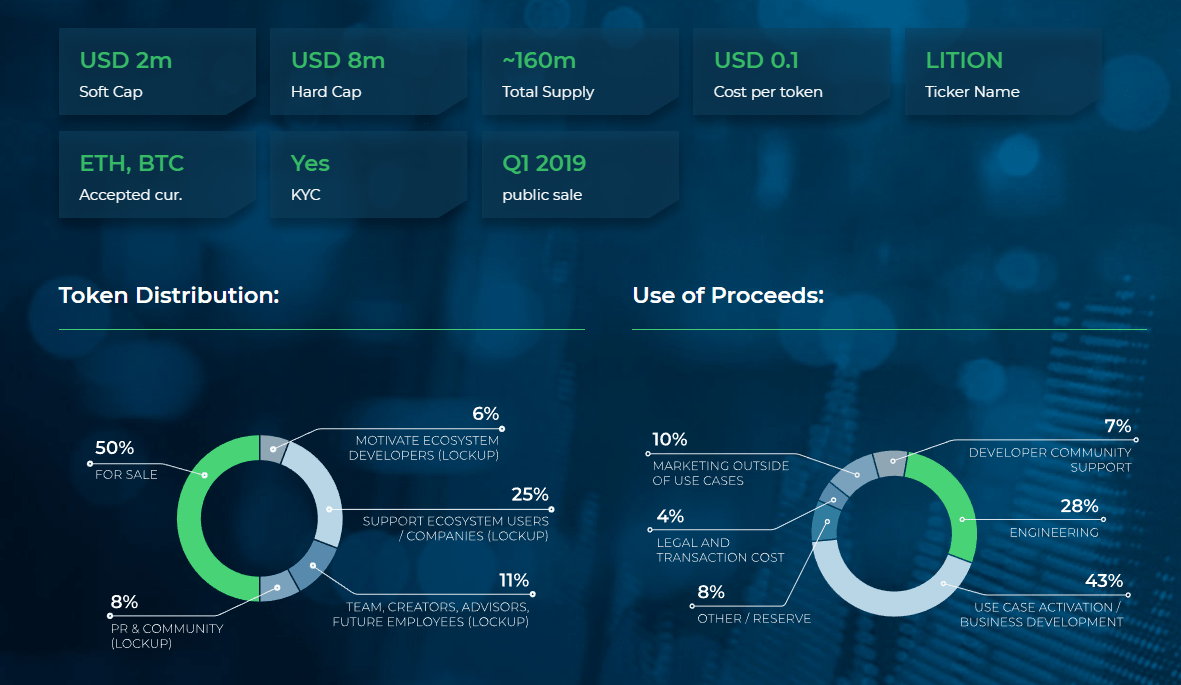 USD 2m
Soft Cap
USD 8m
Hard Cap
~160m
Total Supply
USD 0.1
Cost per token
LITION
Ticker Name
ETH, BTC
Accepted cur.
Yes
KYC
Q1 2019
public sale
Token Distribution:
50%
FOR SALE
6%
MOTIVATE ECOSYSTEM
DEVELOPERS (LOCKUP)
25%
SUPPORT ECOSYSTEM USERS
/ COMPANIES (LOCKUP)
11%
TEAM, CREATORS, ADVISORS,
FUTURE EMPLOYEES (LOCKUP)
8%
PR & COMMUNITY
(LOCKUP)
Use of Proceeds:
10%
MARKETING OUTSIDE
OF USE CASES
4%
LEGAL AND
TRANSACTION COST
8%
OTHER / RESERVE
7%
DEVELOPER COMMUNITY
SUPPORT
28%
ENGINEERING
43%
USE CASE ACTIVATION /
BUSINESS DEVELOPMENT